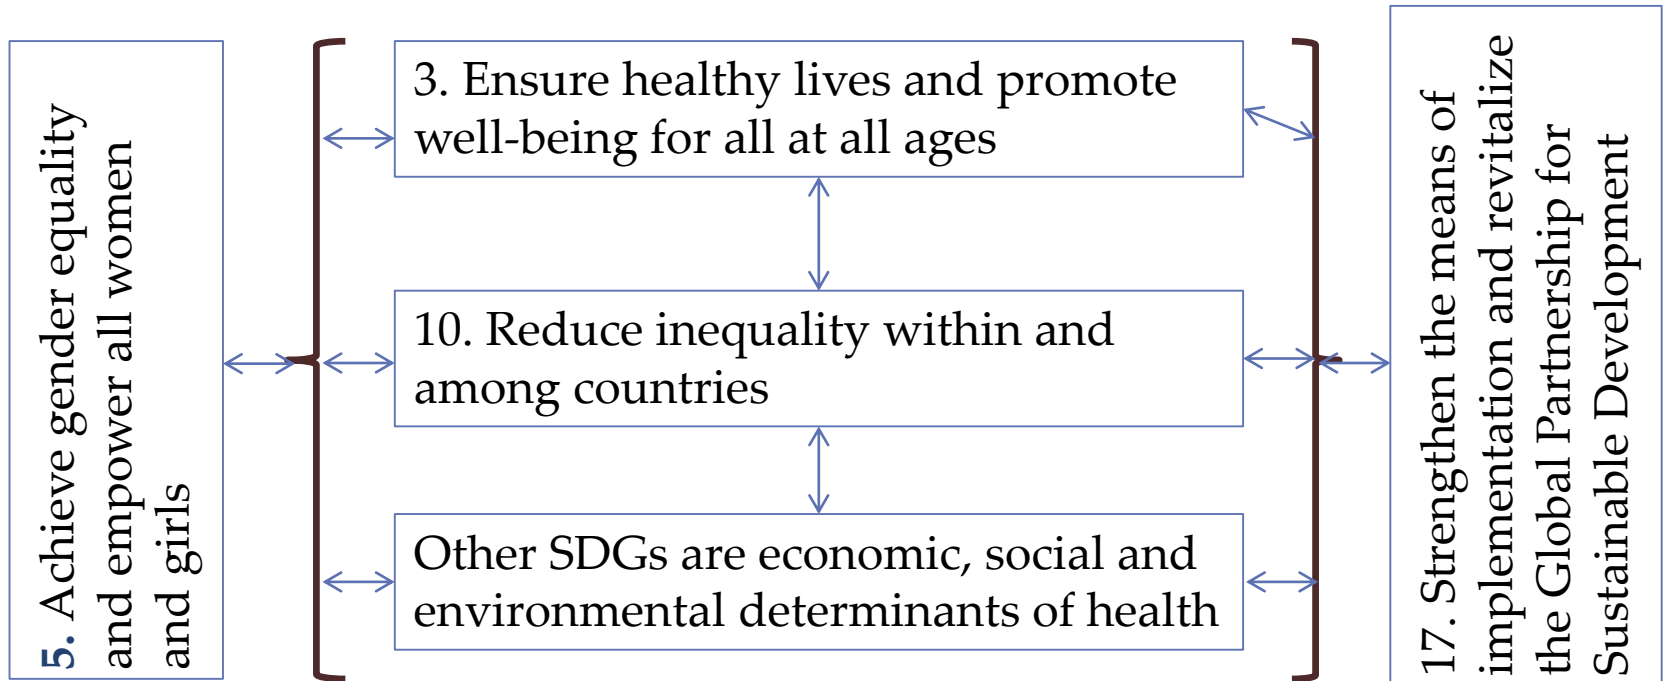 5. Achieve gender equality
and empower all women
and girls
3. Ensure healthy lives and promote
well-being for all at all ages
10. Reduce inequality within and
among countries
Other SDGs are economic, social and
environmental determinants of health
17. Strengthen the means of
implementation and revitalize
the Global Partnership for
Sustainable Development